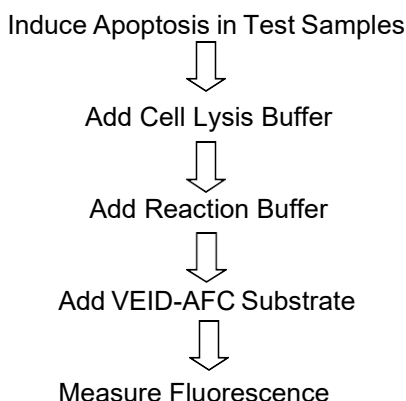 Induce Apoptosis in Test Samples
Add Cell Lysis Buffer
Add Reaction Buffer
Add VEID-AFC Substrate
Measure Fluorescence